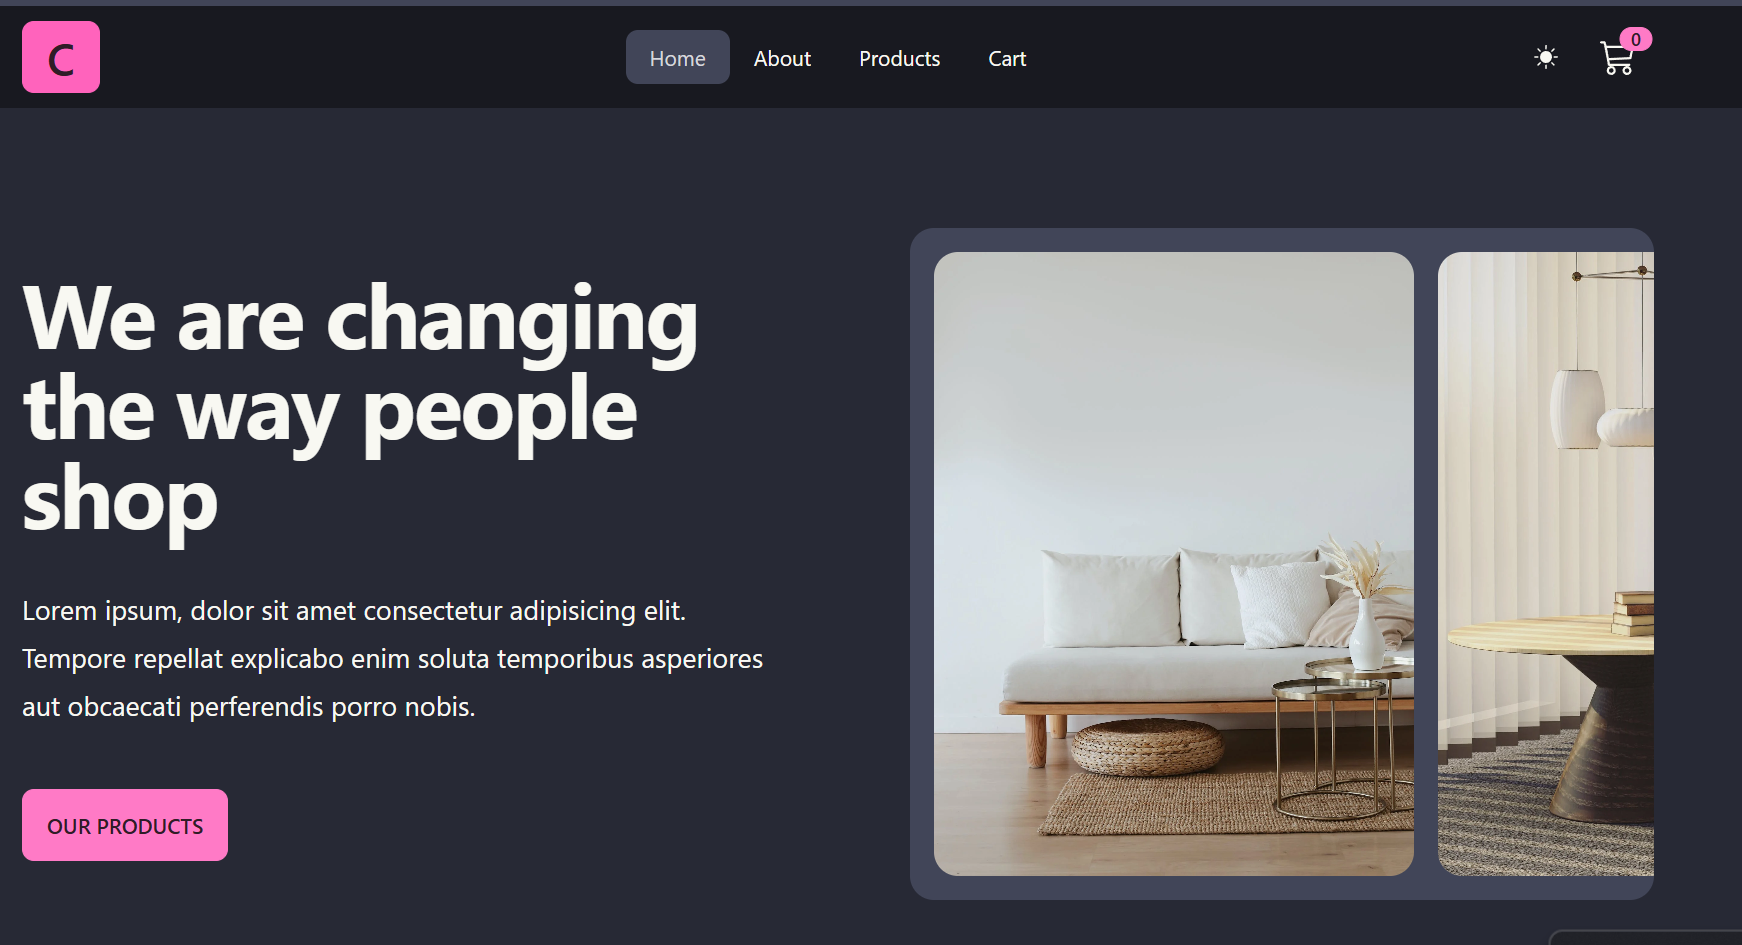 C
Home About Products Cart
0
We are changing
the way people
shop
Lorem ipsum, dolor sit amet consectetur adipisicing elit.
Tempore repellat explicabo enim soluta temporibus asperiores
aut obcaecati perferendis porro nobis.
OUR PRODUCTS